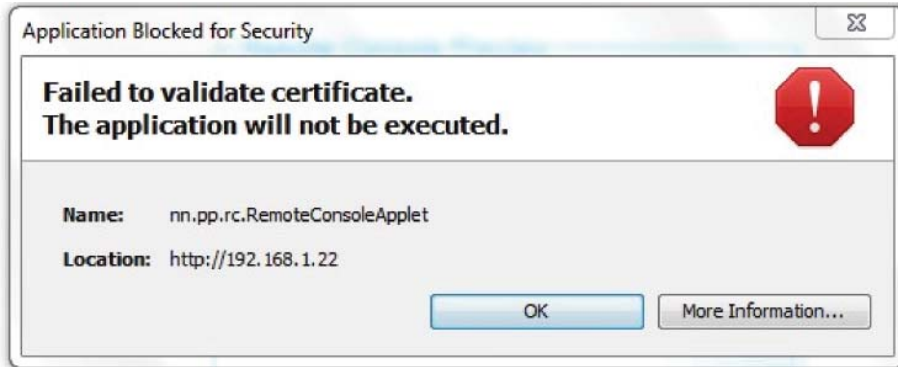 Application Blocked for Security
Failed to validate certificate.
The application will not be executed.
Name: nn.pp.rc.RemoteConsoleApplet
Location: http://192.168.1.22
OK More Information...